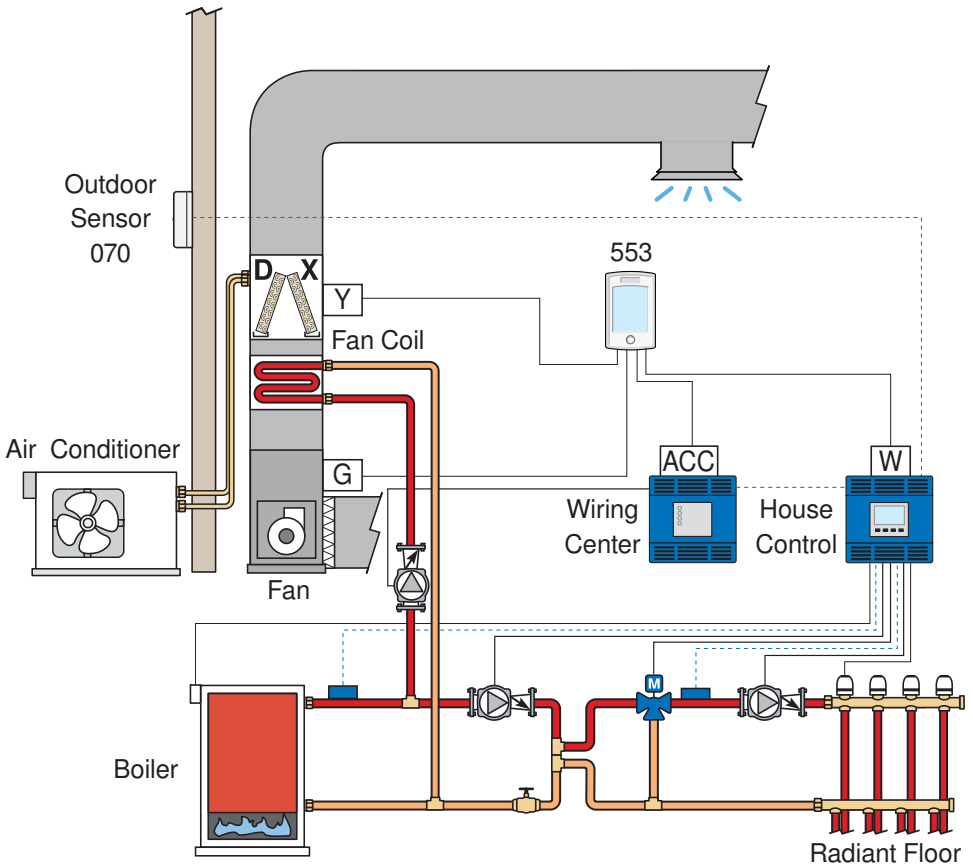 Outdoor
Sensor
070
553
D X
Y
Fan Coil
Air Conditioner
G
ACC
W
Wiring
Center
House
Control
Fan
M
Boiler
Radiant Floor